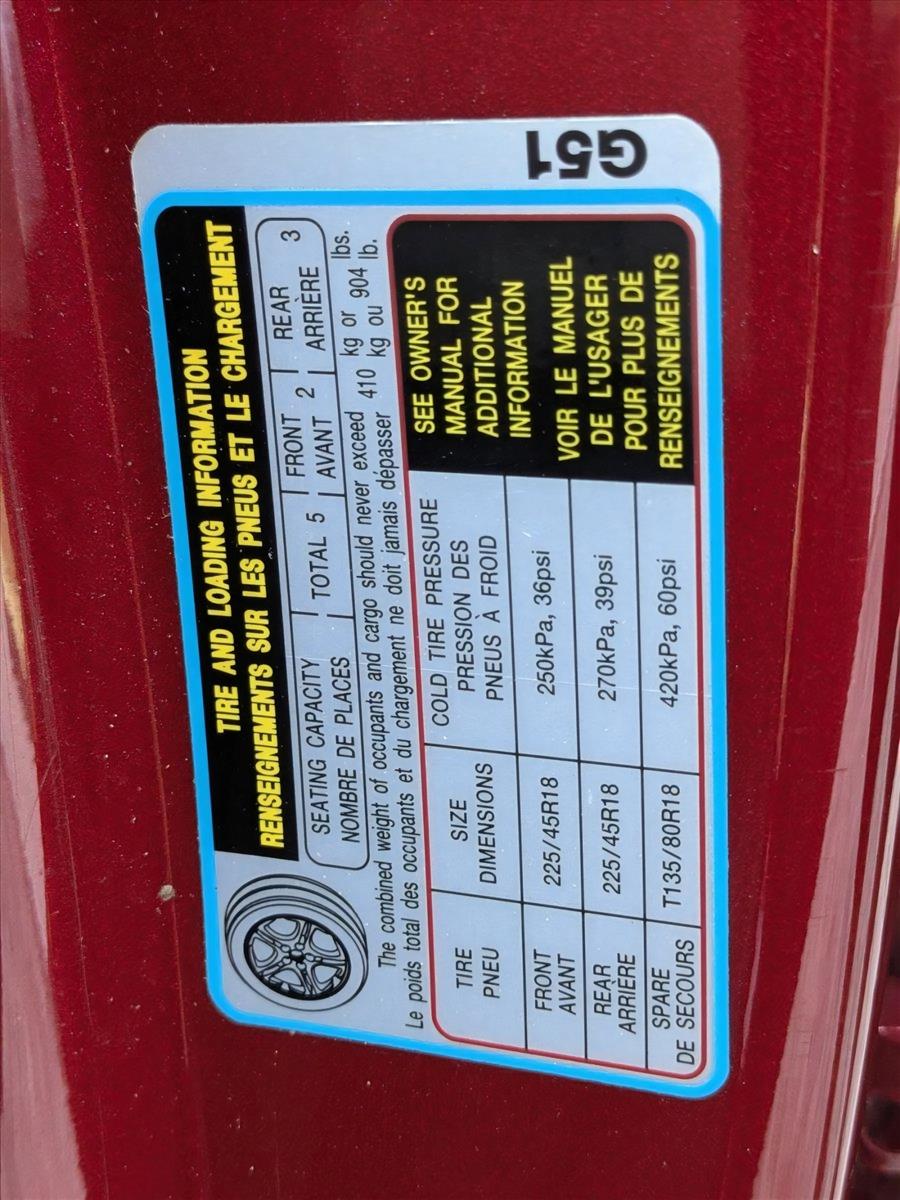 TIRE AND LOADING INFORMATION
RENSEIGNEMENTS SUR LES PNEUS ET LE CHARGEMENT
SEATING CAPACITY
NOMBRE DE PLACES
TOTAL 5
FRONT
AVANT 2
REAR
ARRIÈRE 3
The combined weight of occupants and cargo should never exceed 410 kg or 904 lbs.
Le poids total des occupants et du chargement ne doit jamais dépasser kg ou lb.
TIRE
PNEU
SIZE
DIMENSIONS
COLD TIRE PRESSURE
PRESSION DES
PNEUS À FROID
FRONT
AVANT
225/45R18
250kPa, 36psi
REAR
ARRIÈRE
225/45R18
270kPa, 39psi
SPARE
DE SECOURS
T135/80R18
420kPa, 60psi
SEE OWNER'S
MANUAL FOR
ADDITIONAL
INFORMATION
VOIR LE MANUEL
DE L'USAGER
POUR PLUS DE
RENSEIGNEMENTS
G51